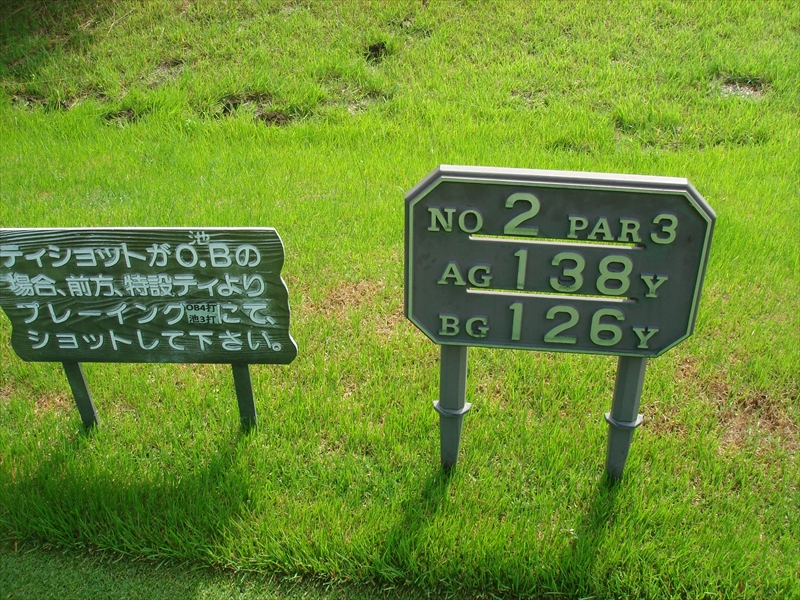 池
ティショットがO.Bの
場合、前方、特設ティより
プレーイング OB4打 池3打 にて、
ショットして下さい。
NO 2 PAR 3
AG 138 Y
BG 126 Y